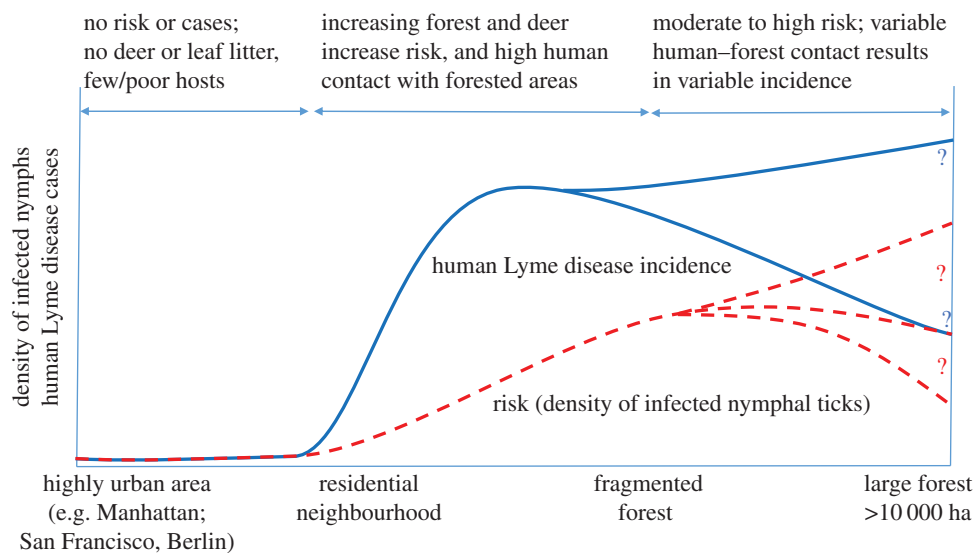 no risk or cases;
no deer or leaf litter,
few/poor hosts
increasing forest and deer
increase risk, and high human
contact with forested areas
moderate to high risk; variable
human–forest contact results
in variable incidence
density of infected nymphs
human Lyme disease cases
?
?
human Lyme disease incidence
?
?
risk (density of infected nymphal ticks)
highly urban area
(e.g. Manhattan;
San Francisco, Berlin)
residential
neighbourhood
fragmented
forest
large forest
>10 000 ha